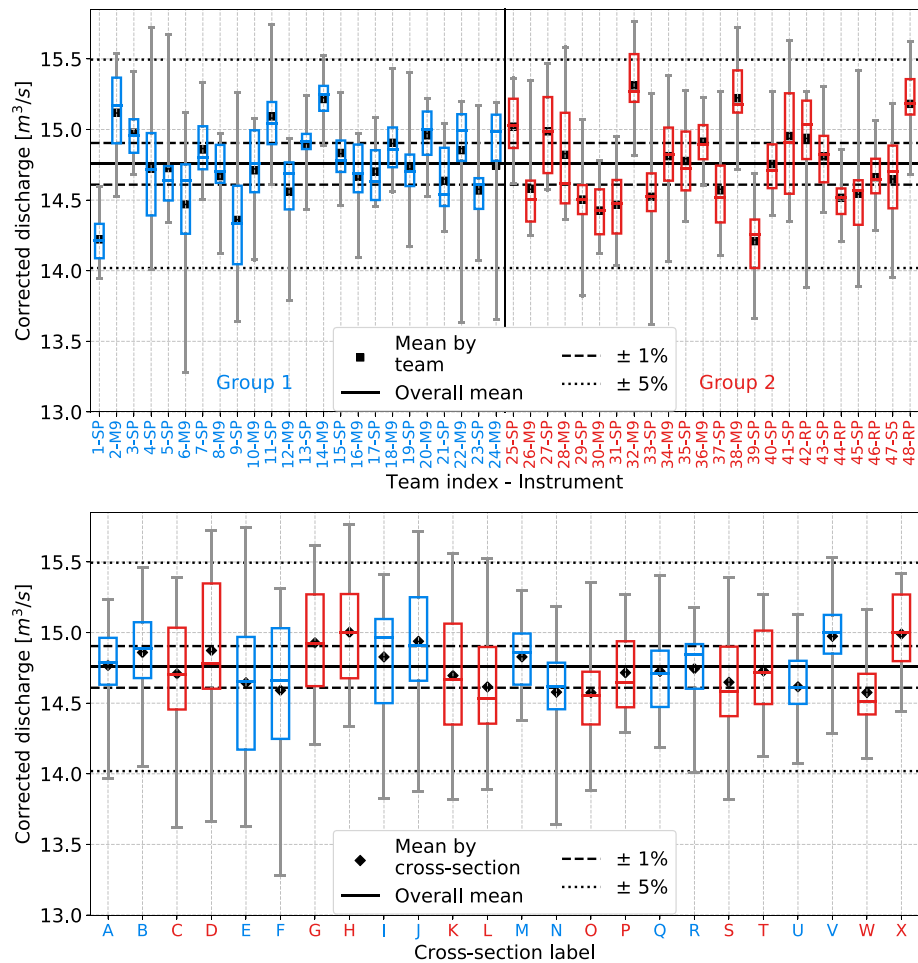 Corrected discharge [m³/s]
15.5
15.0
14.5
14.0
13.5
13.0
Group 1
Group 2
Mean by
team
Overall mean
± 1%
± 5%
1-SP
2-M9
3-SP
4-SP
5-SP
6-M9
7-SP
8-M9
9-SP
10-M9
11-SP
12-M9
13-SP
14-M9
15-SP
16-M9
17-SP
18-M9
19-SP
20-M9
21-SP
22-M9
23-SP
24-M9
25-SP
26-M9
27-SP
28-M9
29-SP
30-M9
31-SP
32-M9
33-SP
34-M9
35-SP
36-M9
37-SP
38-M9
39-SP
40-SP
41-SP
42-RP
43-SP
44-RP
45-SP
46-RP
47-S5
48-RP
Team index - Instrument
Corrected discharge [m³/s]
15.5
15.0
14.5
14.0
13.5
13.0
Mean by
cross-section
Overall mean
± 1%
± 5%
A B C D E F G H I J K L M N O P Q R S T U V W X
Cross-section label